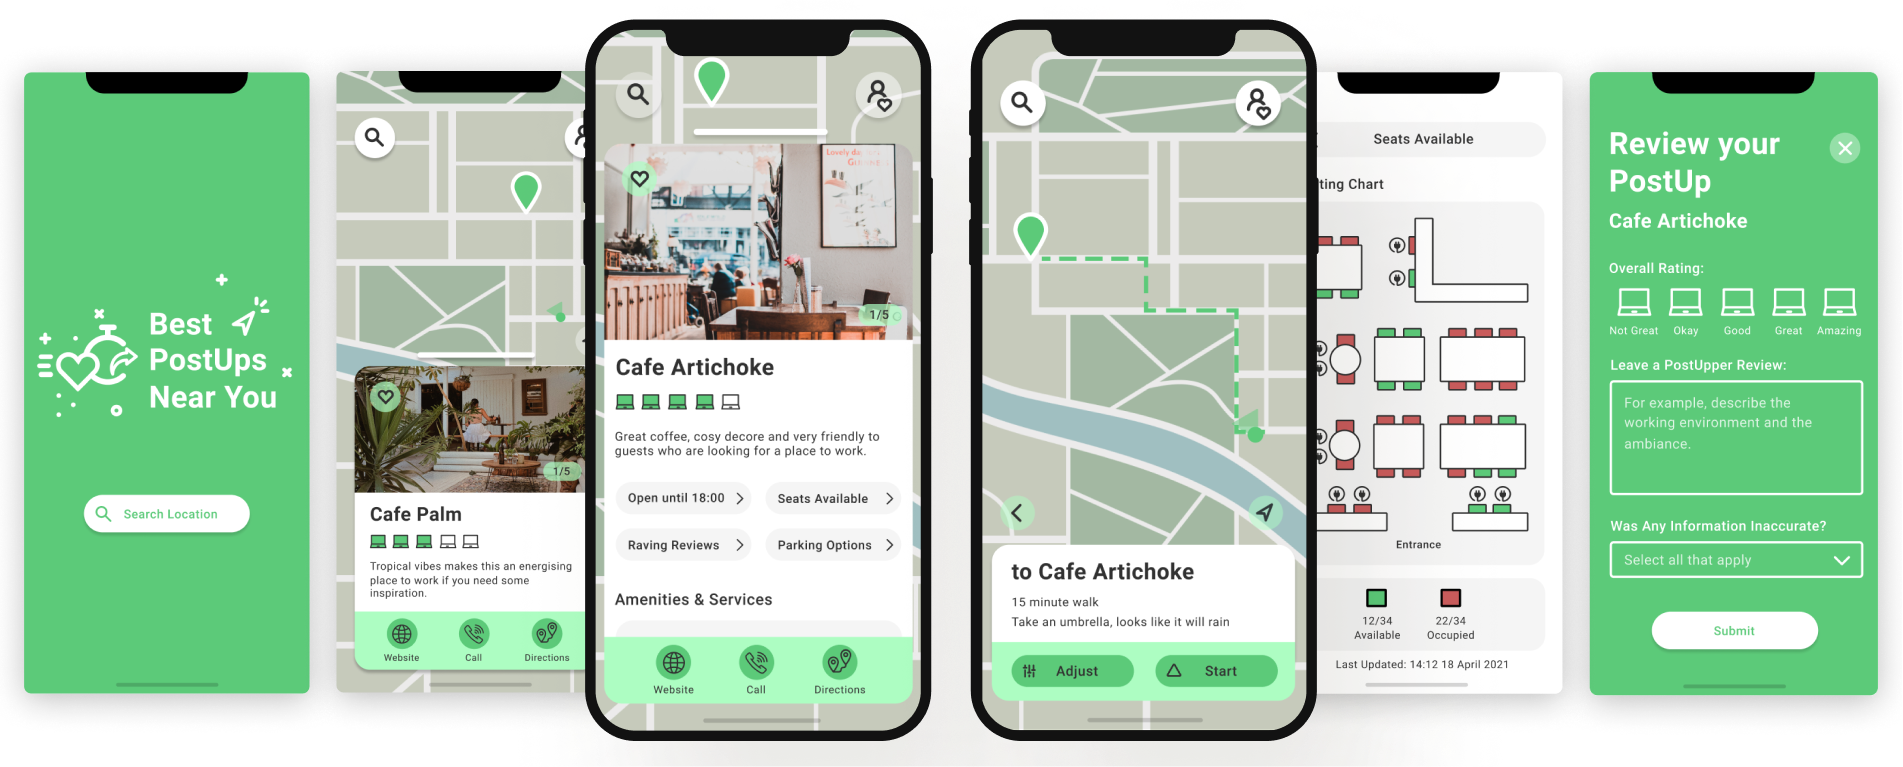 Best
PostUps
Near You
Search Location
1/5
Cafe Palm
Tropical vibes makes this an energising
place to work if you need some
inspiration.
Website
Call
Directions
1/5
Cafe Artichoke
Great coffee, cosy decore and very friendly to
guests who are looking for a place to work.
Open until 18:00
Seats Available
Raving Reviews
Parking Options
Amenities & Services
Website
Call
Directions
to Cafe Artichoke
15 minute walk
Take an umbrella, looks like it will rain
Adjust
Start
Seats Available
ting Chart
Entrance
12/34
Available
22/34
Occupied
Last Updated: 14:12 18 April 2021
Review your
PostUp
Cafe Artichoke
Overall Rating:
Not Great
Okay
Good
Great
Amazing
Leave a PostUpper Review:
For example, describe the
working environment and the
ambiance.
Was Any Information Inaccurate?
Select all that apply
Submit